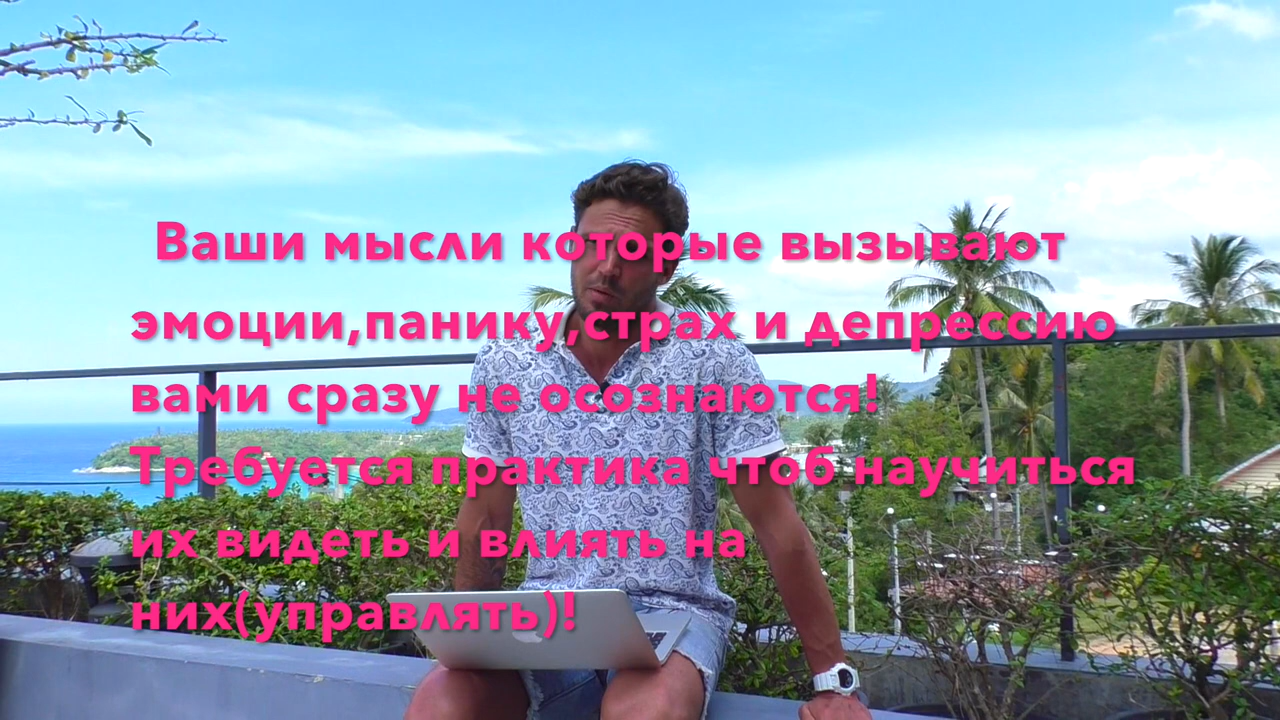 Ваши мысли которые вызывают
эмоции,панику,страх и депрессию
вами сразу не осознаются!
Требуется практика чтоб научиться
их видеть и влиять на
них(управлять)!